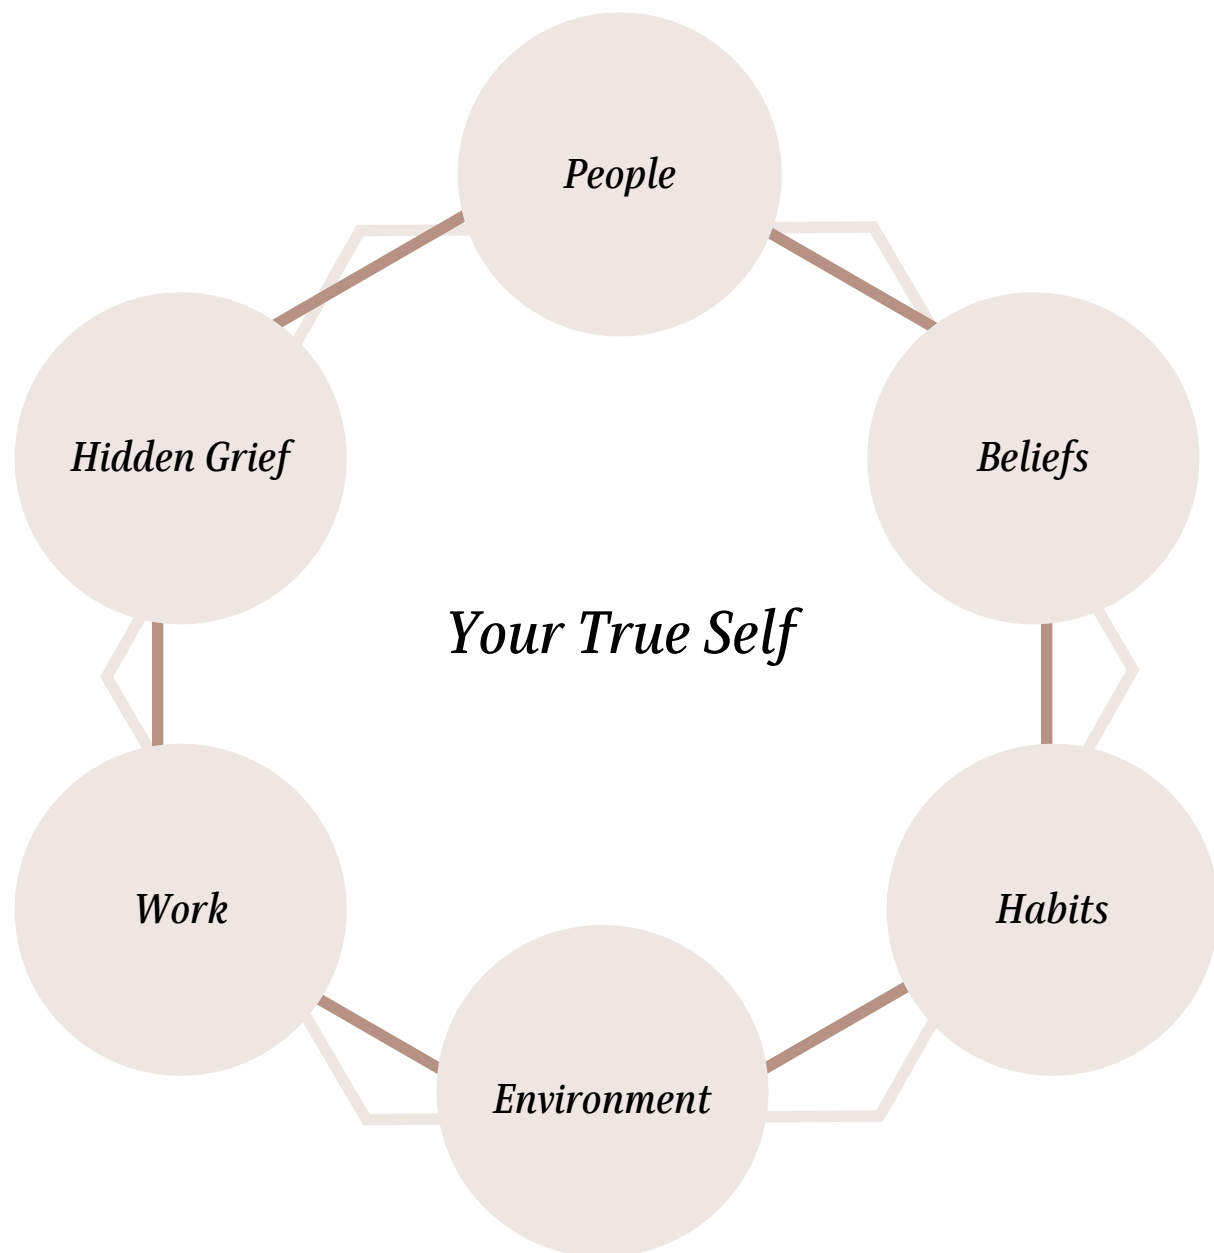 People
Hidden Grief
Beliefs
Your True Self
Work
Habits
Environment